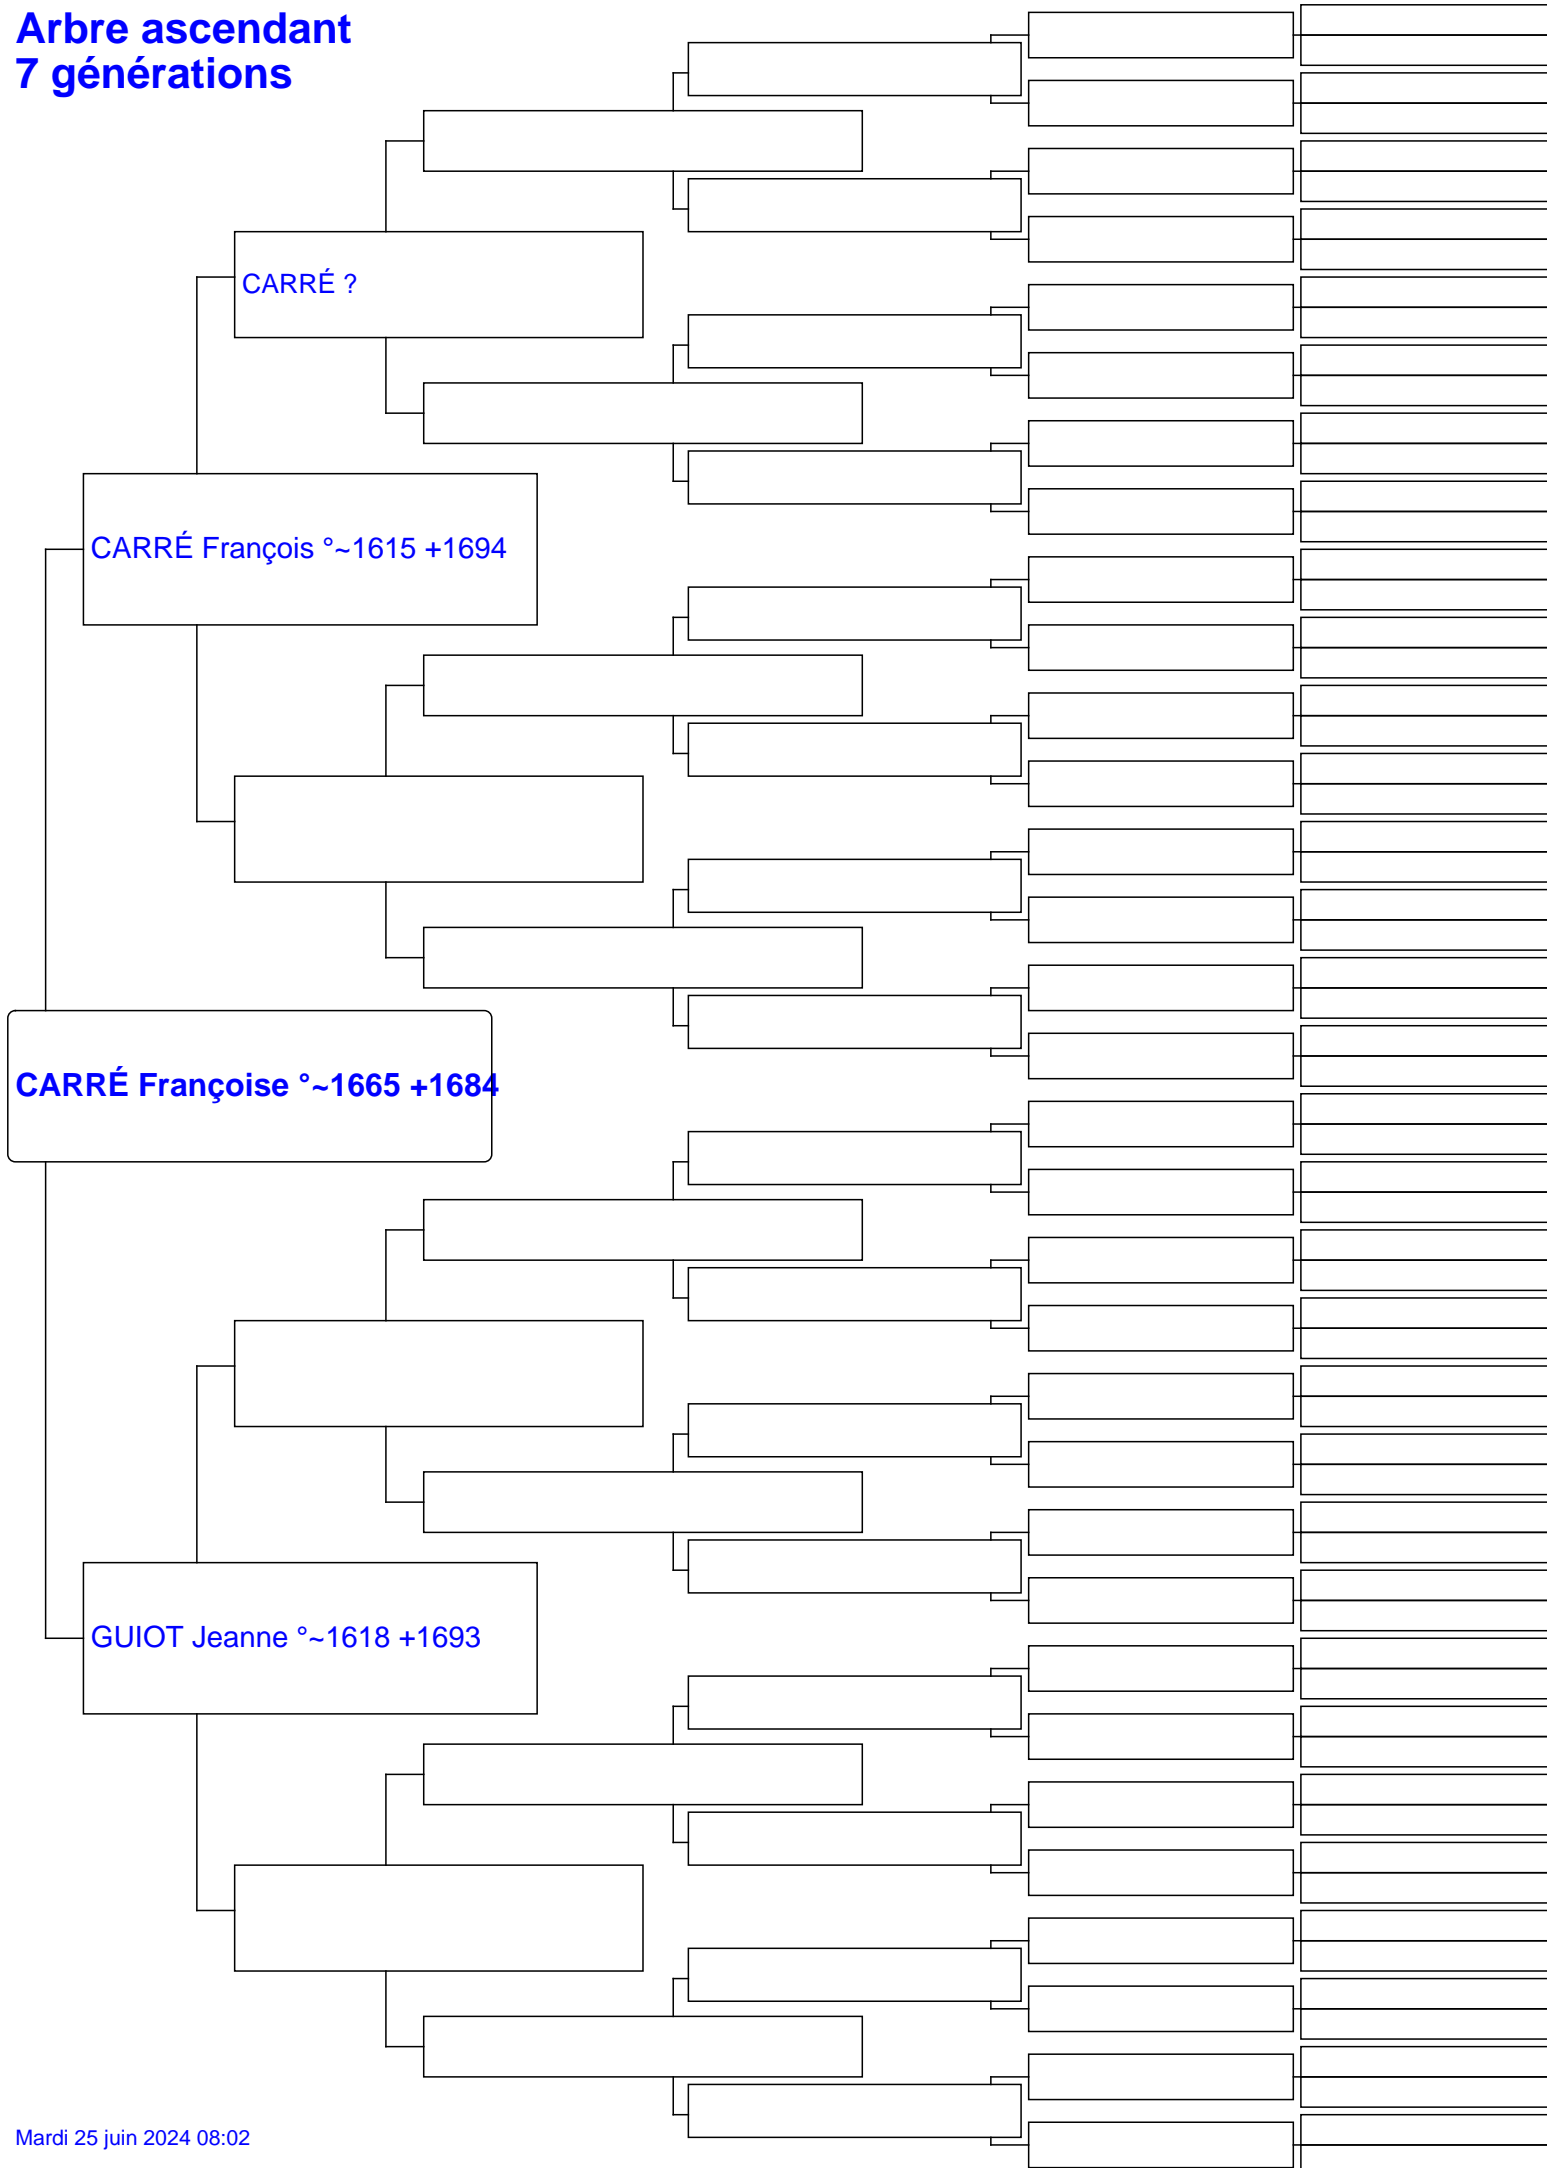 Arbre ascendant
7 générations
CARRÉ ?
CARRÉ François °~1615 +1694
CARRÉ Françoise °~1665 +1684
GUIOT Jeanne °~1618 +1693
Mardi 25 juin 2024 08:02